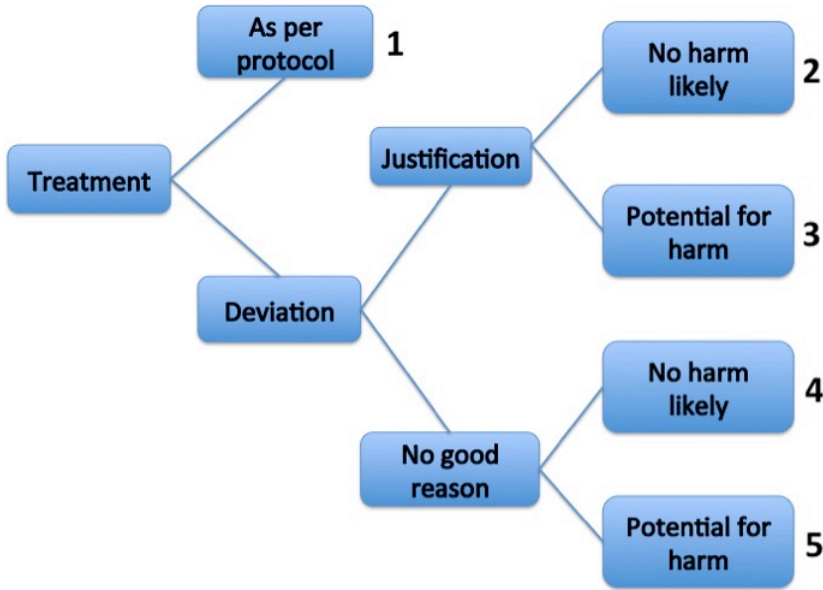 As per
protocol
1
No harm
likely
2
Justification
Treatment
Potential for
harm
3
Deviation
No harm
likely
4
No good
reason
Potential for
harm
5